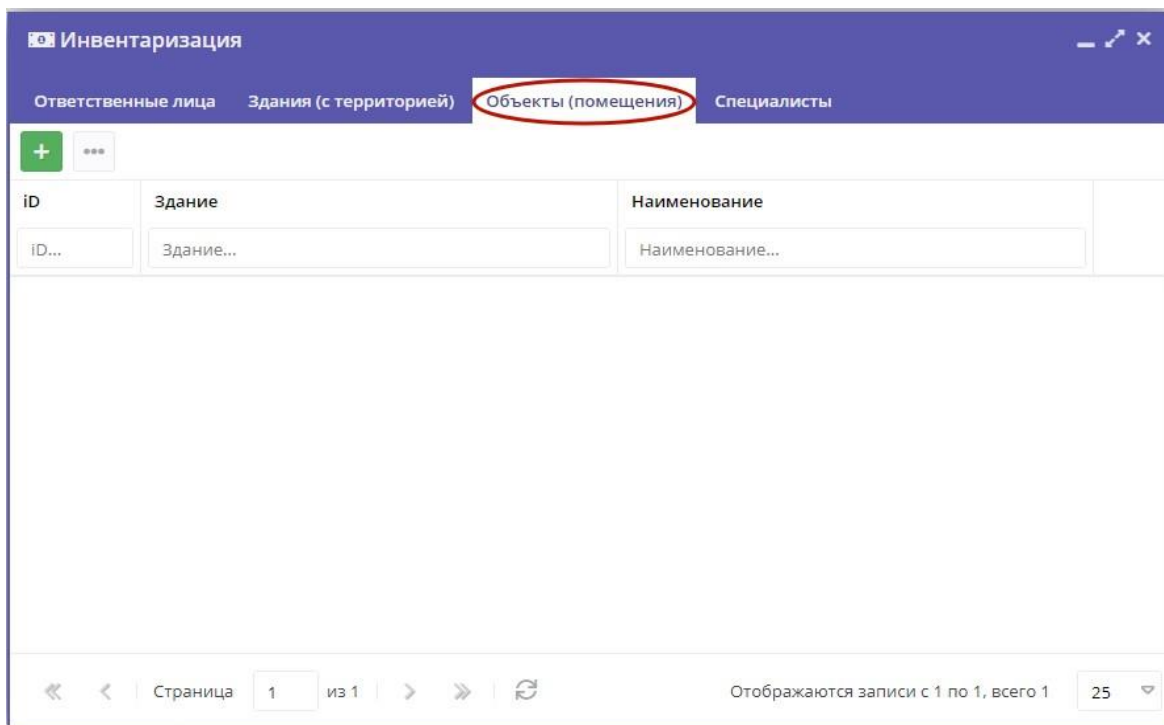 Инвентаризация
Ответственные лица Здания (с территорией) Объекты (помещения) Специалисты
iD Здание Наименование
iD... Здание... Наименование...
Страница 1 из 1 Отображаются записи с 1 по 1, всего 1 25